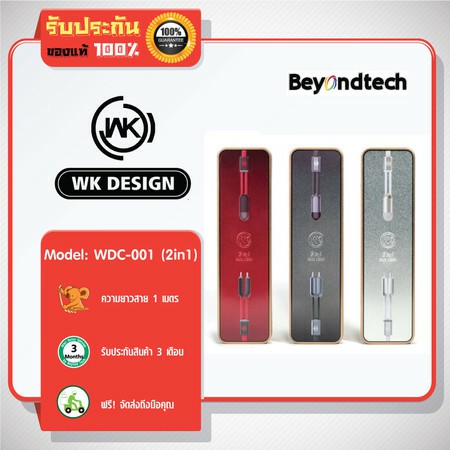 รับประกัน
ของแท้ 100%
100%
GUARANTEE
Beyondtech
WK
WK DESIGN
Model: WDC-001 (2in1)
ความยาวสาย 1 เมตร
3
Months
รับประกันสินค้า 3 เดือน
ฟรี! จัดส่งถึงมือคุณ
2in1
2in1
2in1